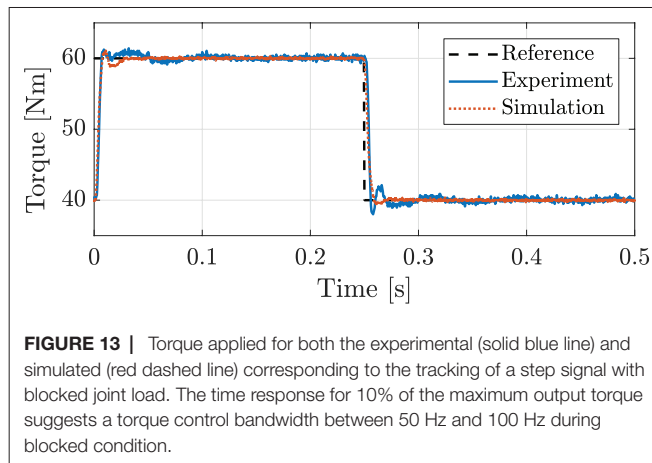 60
50
40
Torque [Nm]
Reference
Experiment
Simulation
0
0.1
0.2
0.3
0.4
0.5
Time [s]
FIGURE 13 | Torque applied for both the experimental (solid blue line) and
simulated (red dashed line) corresponding to the tracking of a step signal with
blocked joint load. The time response for 10% of the maximum output torque
suggests a torque control bandwidth between 50 Hz and 100 Hz during
blocked condition.